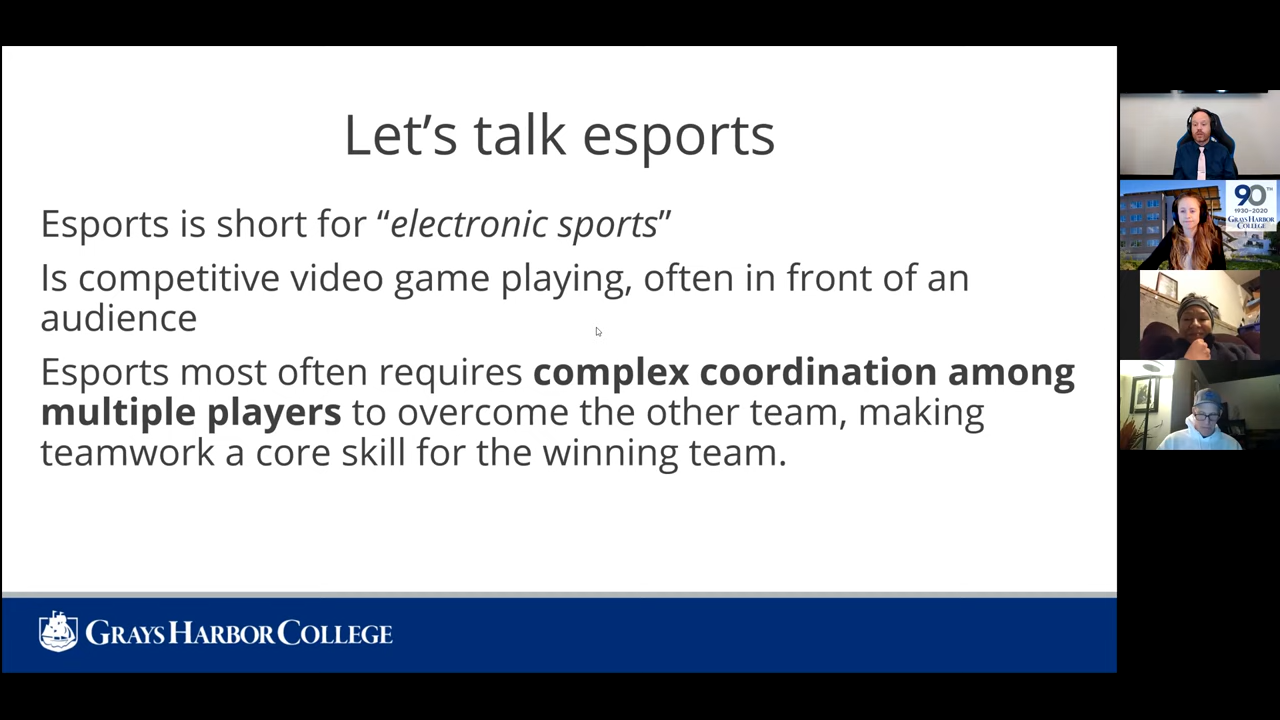 Let’s talk esports
Esports is short for “electronic sports”
Is competitive video game playing, often in front of an
audience
Esports most often requires complex coordination among
multiple players to overcome the other team, making
teamwork a core skill for the winning team.
GRAYS HARBOR COLLEGE
90TH
1930–2020
GRAYS HARBOR
COLLEGE